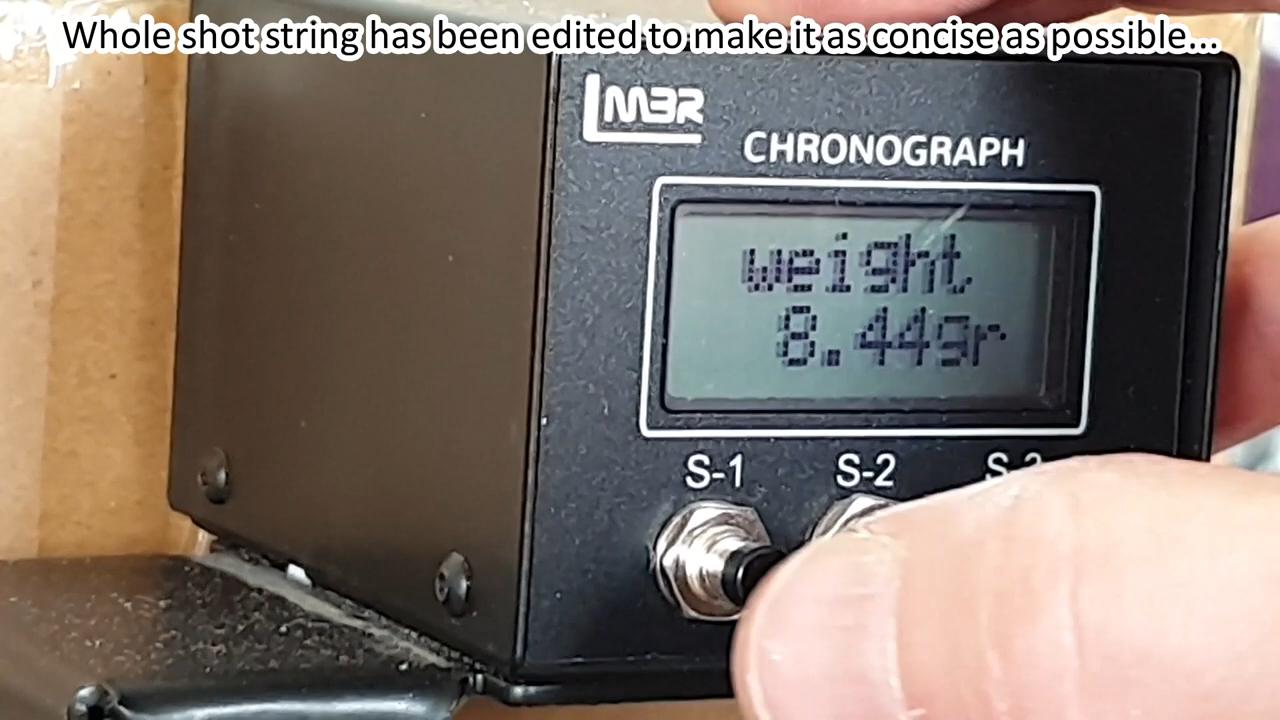 Whole shot string has been edited to make it as concise as possible...
LMBR
CHRONOGRAPH
weight
8.44gr
S-1 S-2 S-3